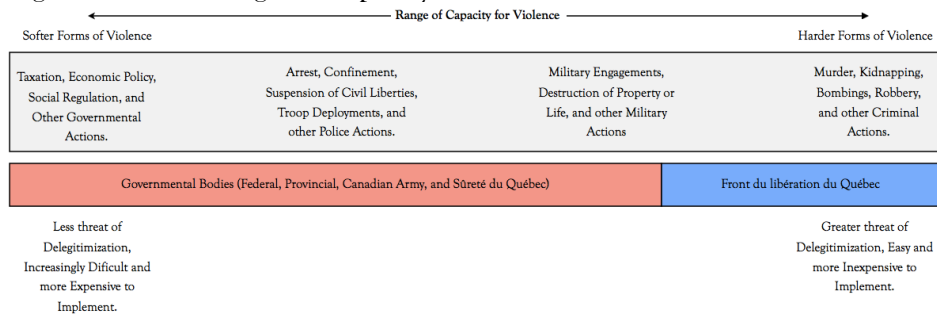 Range of Capacity for Violence
Softer Forms of Violence
Harder Forms of Violence
Taxation, Economic Policy,
Social Regulation, and
Other Governmental
Actions.
Arrest, Confinement,
Suspension of Civil Liberties,
Troop Deployments, and
other Police Actions.
Military Engagements,
Destruction of Property or
Life, and other Military
Actions
Murder, Kidnapping,
Bombings, Robbery,
and other Criminal
Actions.
Governmental Bodies (Federal, Provincial, Canadian Army, and Sûreté du Québec)
Front du libération du Québec
Less threat of
Delegitimization,
Increasingly Dificult and
more Expensive to
Implement.
Greater threat of
Delegitimization, Easy and
more Inexpensive to
Implement.